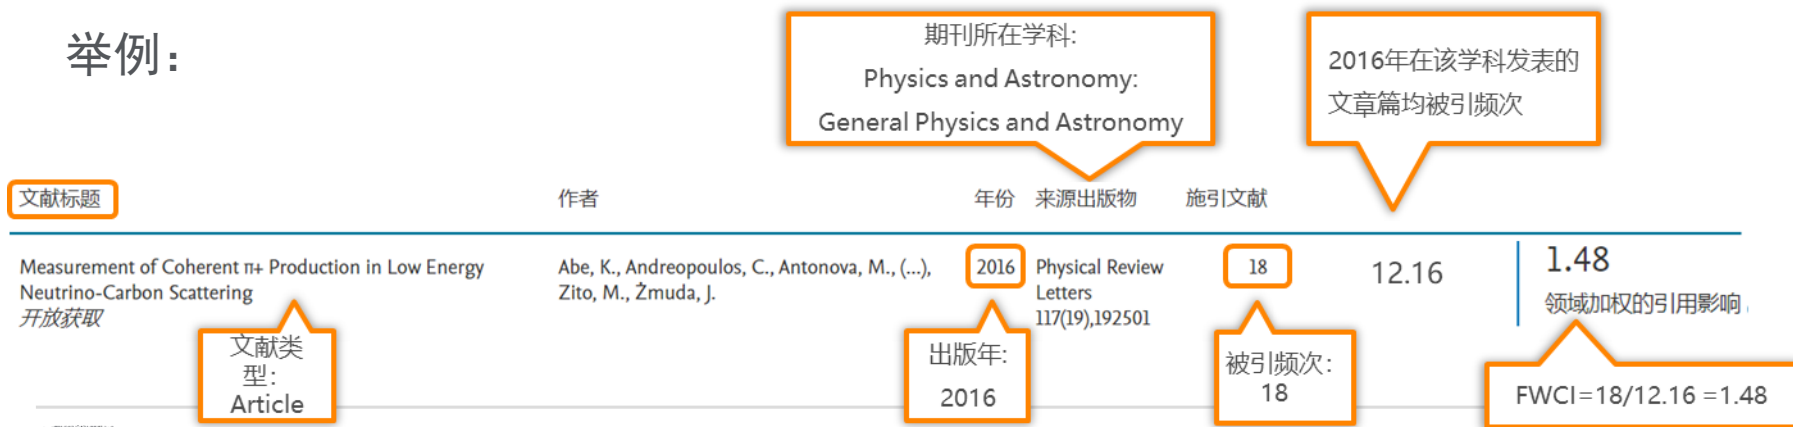 举例：
期刊所在学科:
Physics and Astronomy:
General Physics and Astronomy
2016年在该学科发表的
文章篇均被引频次
文献标题
作者
年份
来源出版物
施引文献
Measurement of Coherent π+ Production in Low Energy
Neutrino-Carbon Scattering
开放获取
Abe, K., Andreopoulos, C., Antonova, M., (...),
Zito, M., Żmuda, J.
2016
Physical Review
Letters
117(19),192501
18
12.16
1.48
领域加权的引用影响
文献类
型:
Article
出版年:
2016
被引频次:
18
FWCI=18/12.16 =1.48